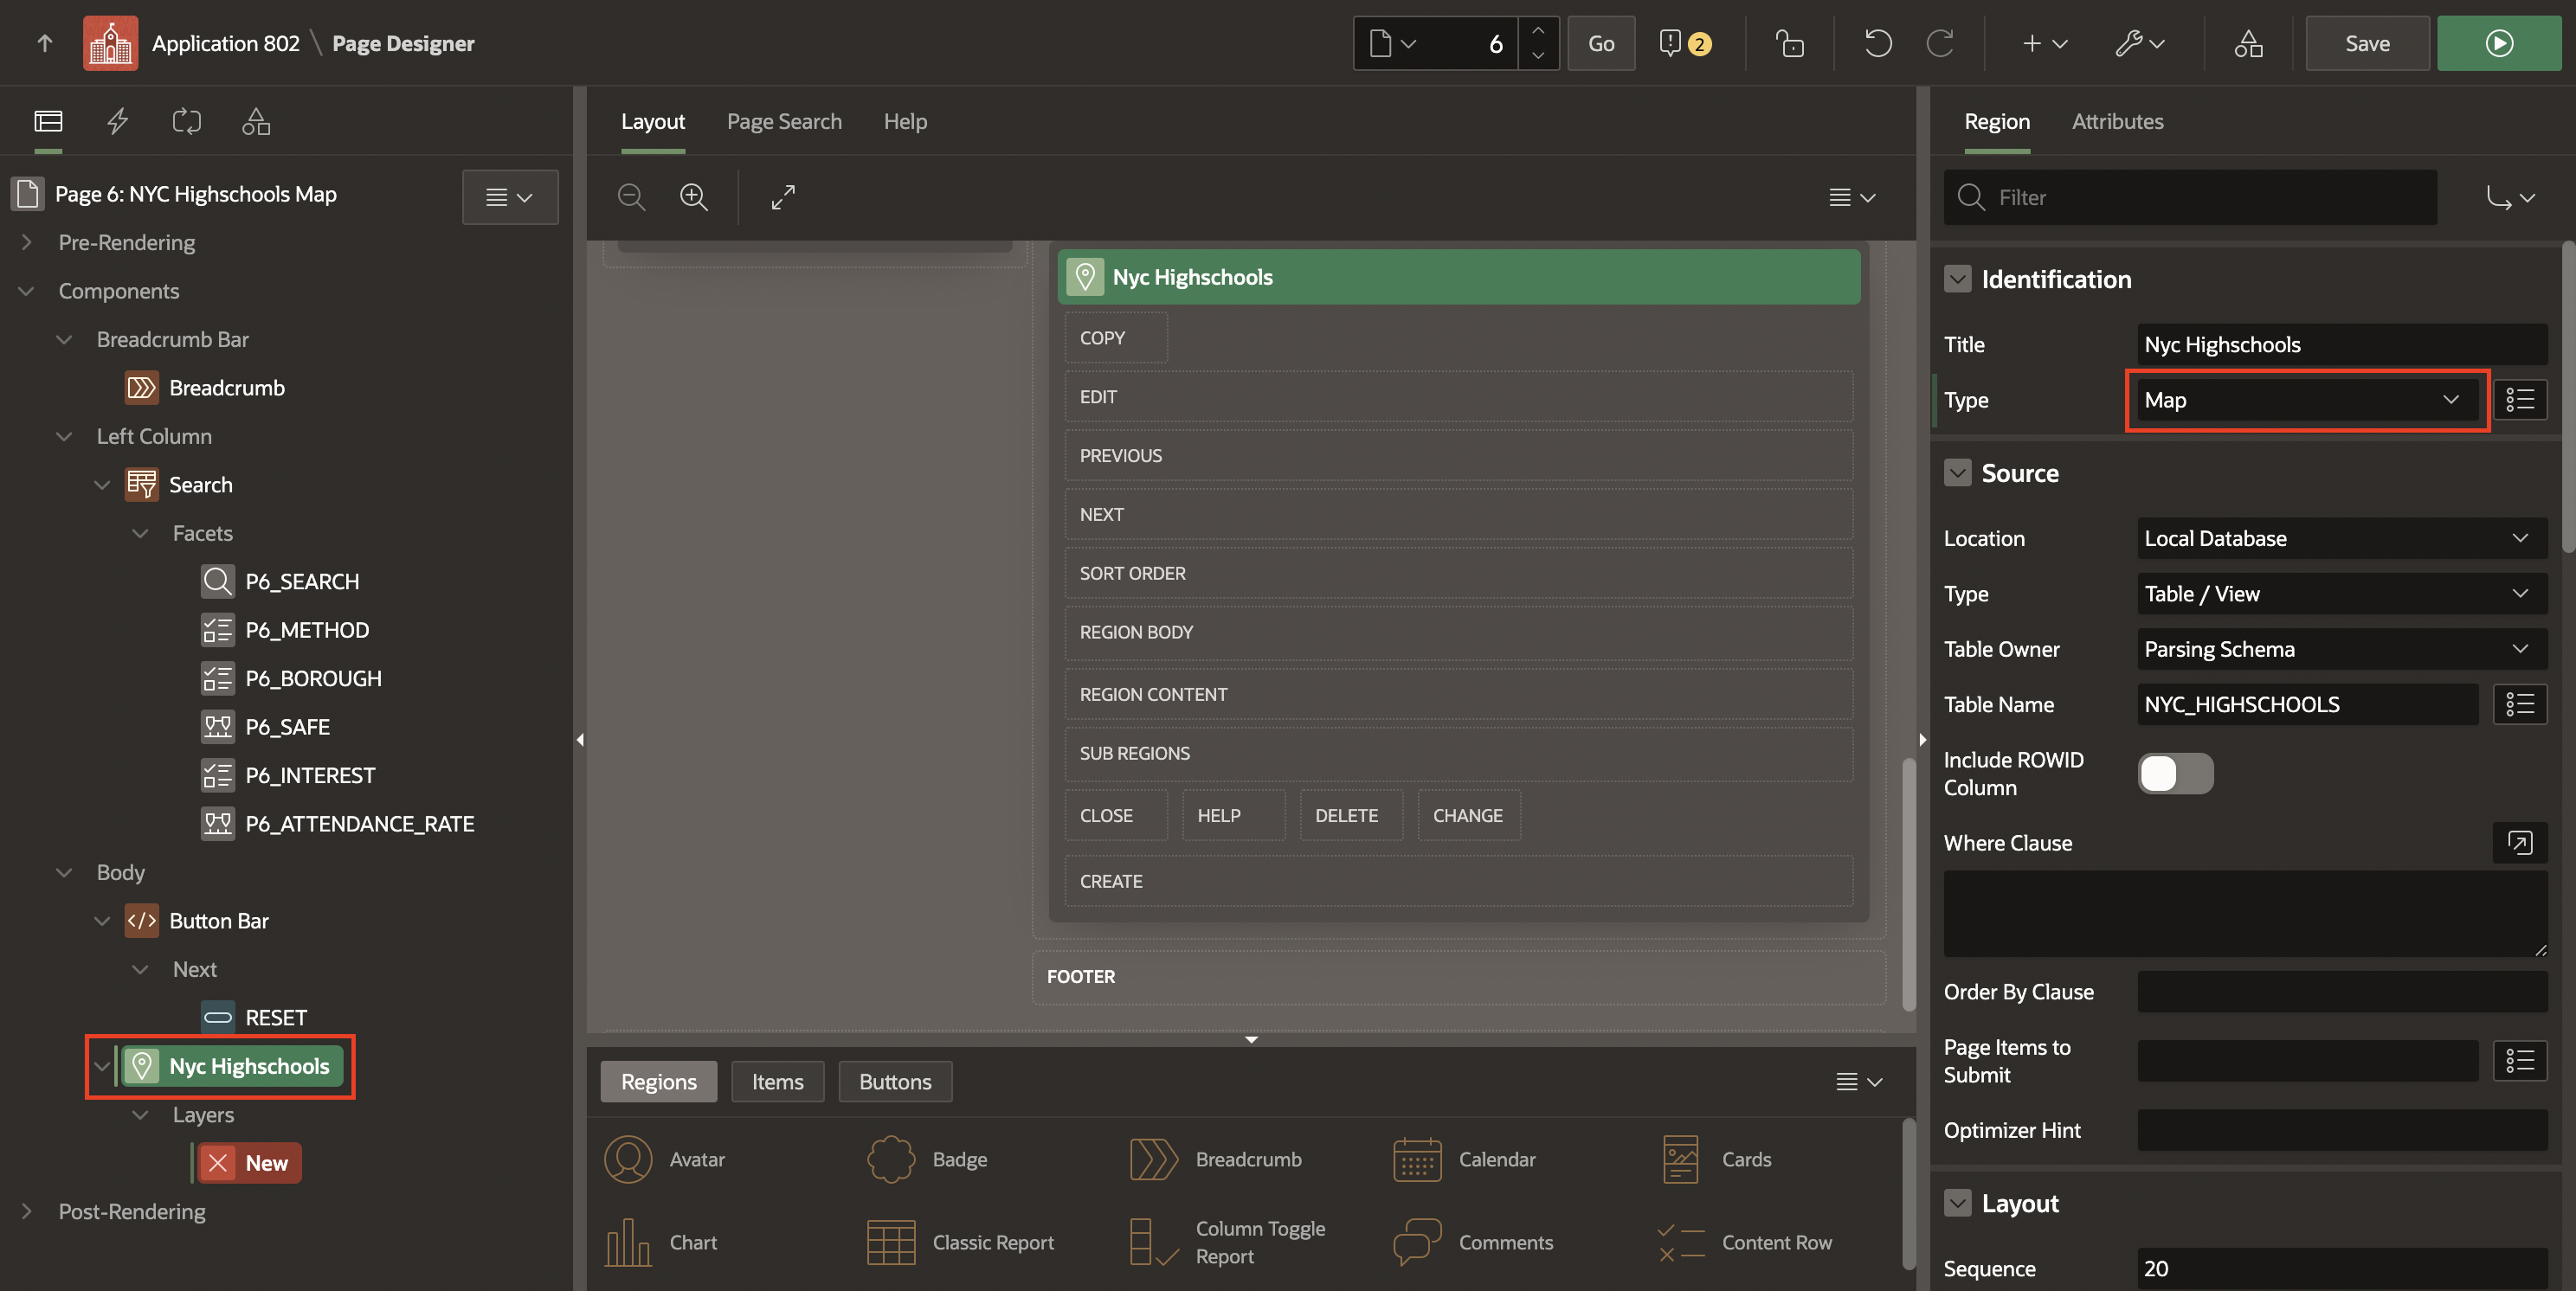 Application 802 \ Page Designer
6
Go
2
Save
Page 6: NYC Highschools Map
Pre-Rendering
Components
Breadcrumb Bar
Breadcrumb
Left Column
Search
Facets
P6_SEARCH
P6_METHOD
P6_BOROUGH
P6_SAFE
P6_INTEREST
P6_ATTENDANCE_RATE
Body
Button Bar
Next
RESET
Nyc Highschools
Layers
New
Post-Rendering
Layout
Page Search
Help
Nyc Highschools
COPY
EDIT
PREVIOUS
NEXT
SORT ORDER
REGION BODY
REGION CONTENT
SUB REGIONS
CLOSE
HELP
DELETE
CHANGE
CREATE
FOOTER
Regions
Items
Buttons
Avatar
Badge
Breadcrumb
Calendar
Cards
Chart
Classic Report
Column Toggle
Report
Comments
Content Row
Region
Attributes
Filter
Identification
Title
Nyc Highschools
Type
Map
Source
Location
Local Database
Type
Table / View
Table Owner
Parsing Schema
Table Name
NYC_HIGHSCHOOLS
Include ROWID
Column
Where Clause
Order By Clause
Page Items to
Submit
Optimizer Hint
Layout
Sequence
20